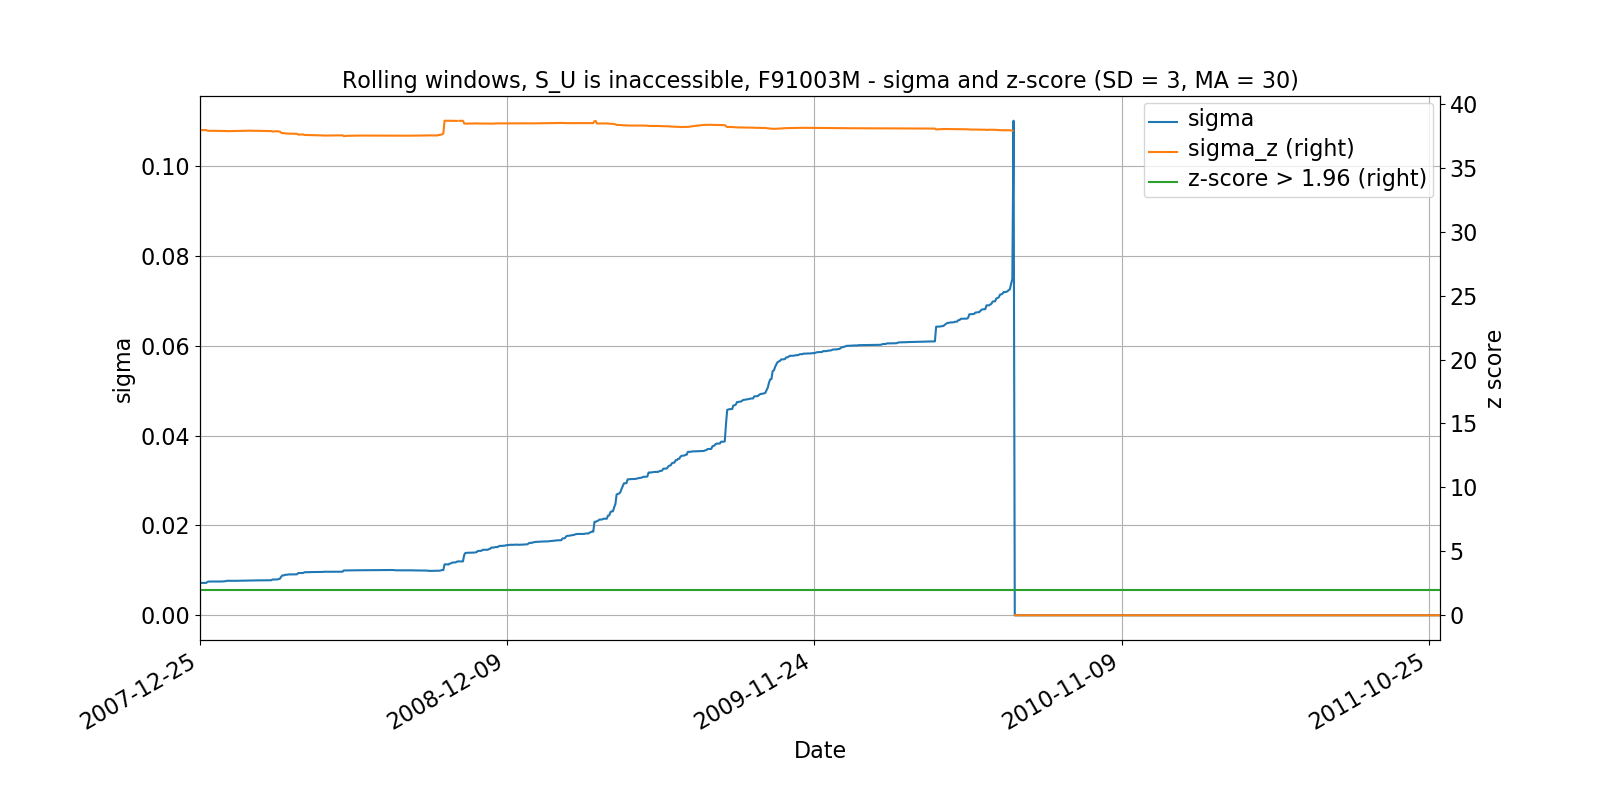 Rolling windows, S_U is inaccessible, F91003M - sigma and z-score (SD = 3, MA = 30)
sigma
sigma_z (right)
z-score > 1.96 (right)
0.10
0.08
0.06
0.04
0.02
0.00
sigma
40
35
30
25
20
15
10
5
0
z score
2007-12-25
2008-12-09
2009-11-24
2010-11-09
2011-10-25
Date